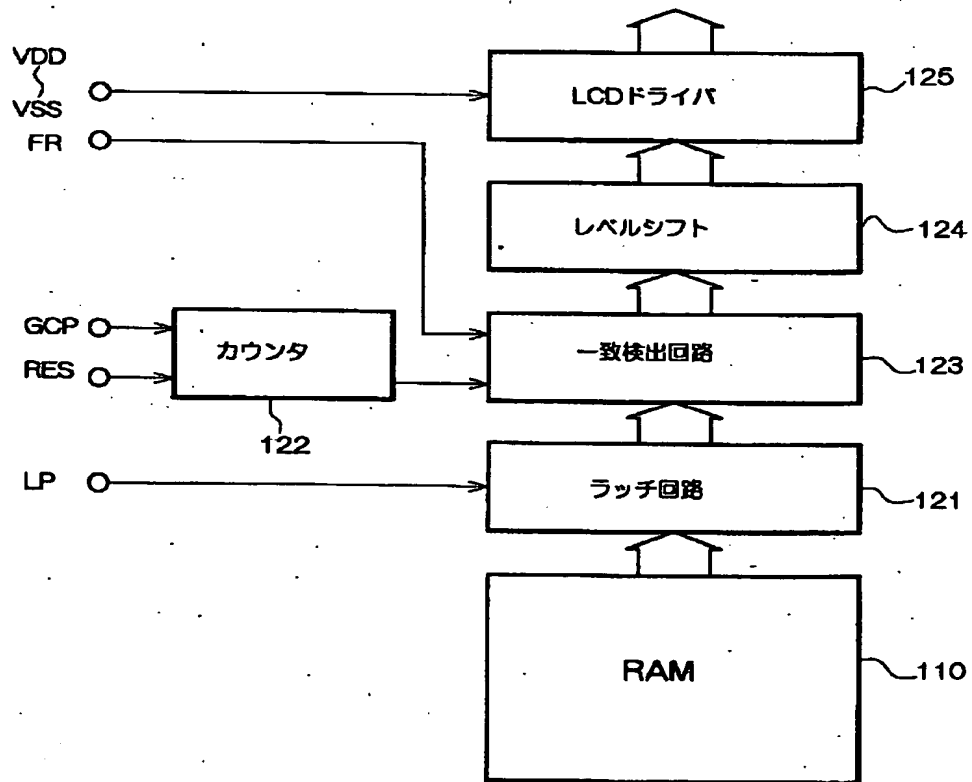 VDD
VSS
LCDドライバ
125
FR
レベルシフト
124
GCP
カウンタ
一致検出回路
123
RES
122
LP
ラッチ回路
121
RAM
110